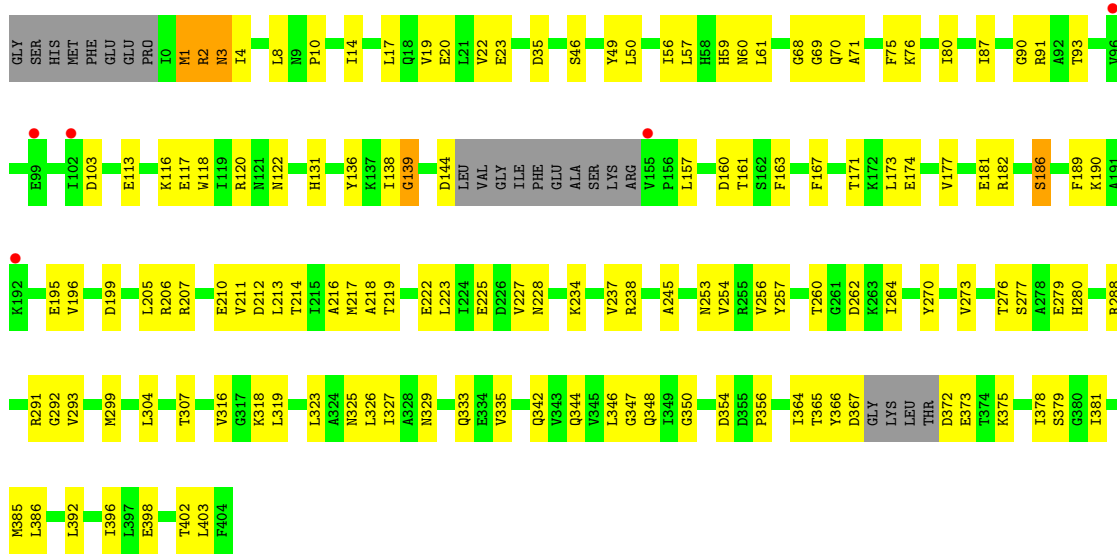 GLY SER HIS MET PHE GLU GLU PRO I0 M1 R2 N3 I4 L8 N9 P10 I14 L17 Q18 V19 E20 L21 V22 E23 D35 S46 Y49 L50 I56 L57 H58 H59 N60 L61 G68 G69 Q70 A71 F75 K76 I80 I87 G90 R91 A92 T93 V96
E99 I102 D103 E113 K116 E117 W118 I119 R120 N121 N122 H131 Y136 K137 I138 G139 D144 LEU VAL GLY ILE PHE GLU ALA SER LYS ARG V155 P156 L157 D160 T161 S162 F163 F167 T171 K172 L173 E174 V177 E181 R182 S186 F189 K190 A191
K192 E195 V196 D199 L205 R206 R207 E210 V211 D212 L213 T214 I215 A216 M217 A218 T219 E222 L223 I224 E225 D226 V227 N228 K234 V237 R238 A245 N253 V254 R255 V256 Y257 T260 G261 D262 K263 I264 Y270 V273 T276 S277 A278 E279 H280 R288
R291 G292 V293 M299 L304 T307 V316 G317 K318 L319 L323 A324 N325 L326 I327 A328 N329 Q333 E334 V335 Q342 V343 Q344 V345 L346 G347 Q348 I349 G350 D354 D355 P356 I364 T365 Y366 D367 GLY LYS LEU THR D372 E373 T374 K375 I378 S379 G380 I381
M385 L386 L392 I396 L397 E398 T402 L403 F404